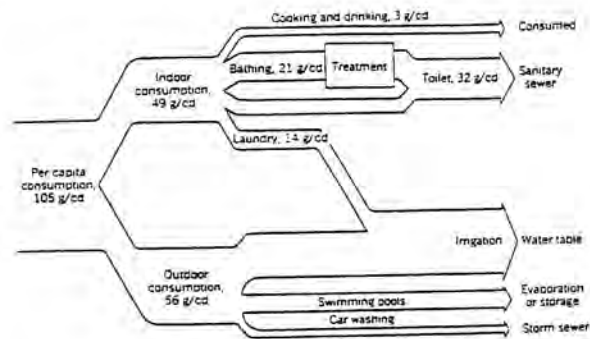 Cooking and drinking, 3 g/cd
Consumed
Indoor
consumption,
49 g/cd
Bathing, 21 g/cd
Treatment
Toilet, 32 g/cd
Sanitary
sewer
Laundry, 14 g/cd
Per capita
consumption,
105 g/cd
Irrigation
Water table
Outdoor
consumption,
56 g/cd
Swimming pools
Evaporation
or storage
Car washing
Storm sewer